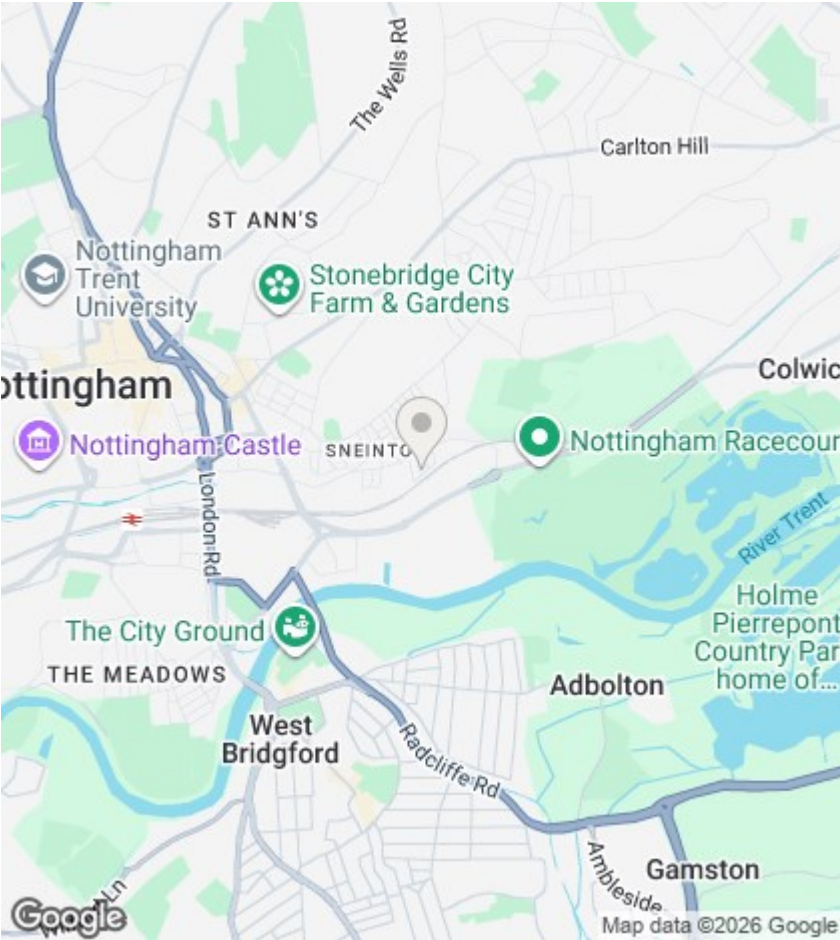 The Wells Rd
Carlton Hill
ST ANN'S
Nottingham
Trent
University
Stonebridge City
Farm & Gardens
Colwic
ottingham
Nottingham Castle
SNEINTO
Nottingham Racecour
London Rd
River Trent
The City Ground
Holme
Pierrepont
Country Par
home of...
THE MEADOWS
Adbolton
West
Bridgford
Radcliffe Rd
Gamston
Ambleside
Ln
Google
Map data ©2026 Google